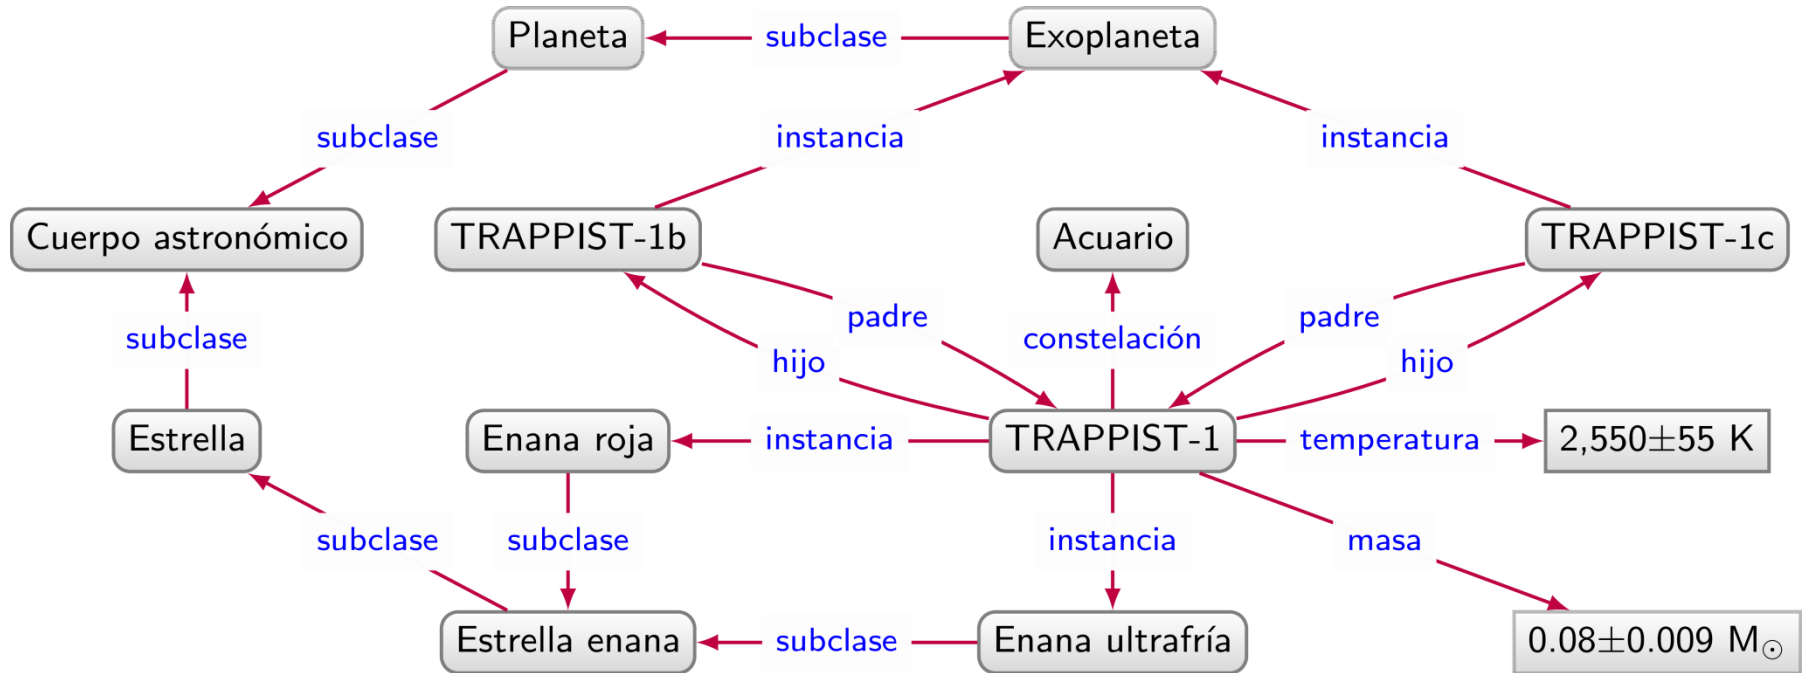 Planeta
subclase
Exoplaneta
subclase
instancia
instancia
Cuerpo astronómico
TRAPPIST-1b
Acuario
TRAPPIST-1c
subclase
padre
hijo
constelación
padre
hijo
Estrella
Enana roja
instancia
TRAPPIST-1
temperatura
2,550±55 K
subclase
subclase
instancia
masa
Estrella enana
subclase
Enana ultrafría
0.08±0.009 M☉